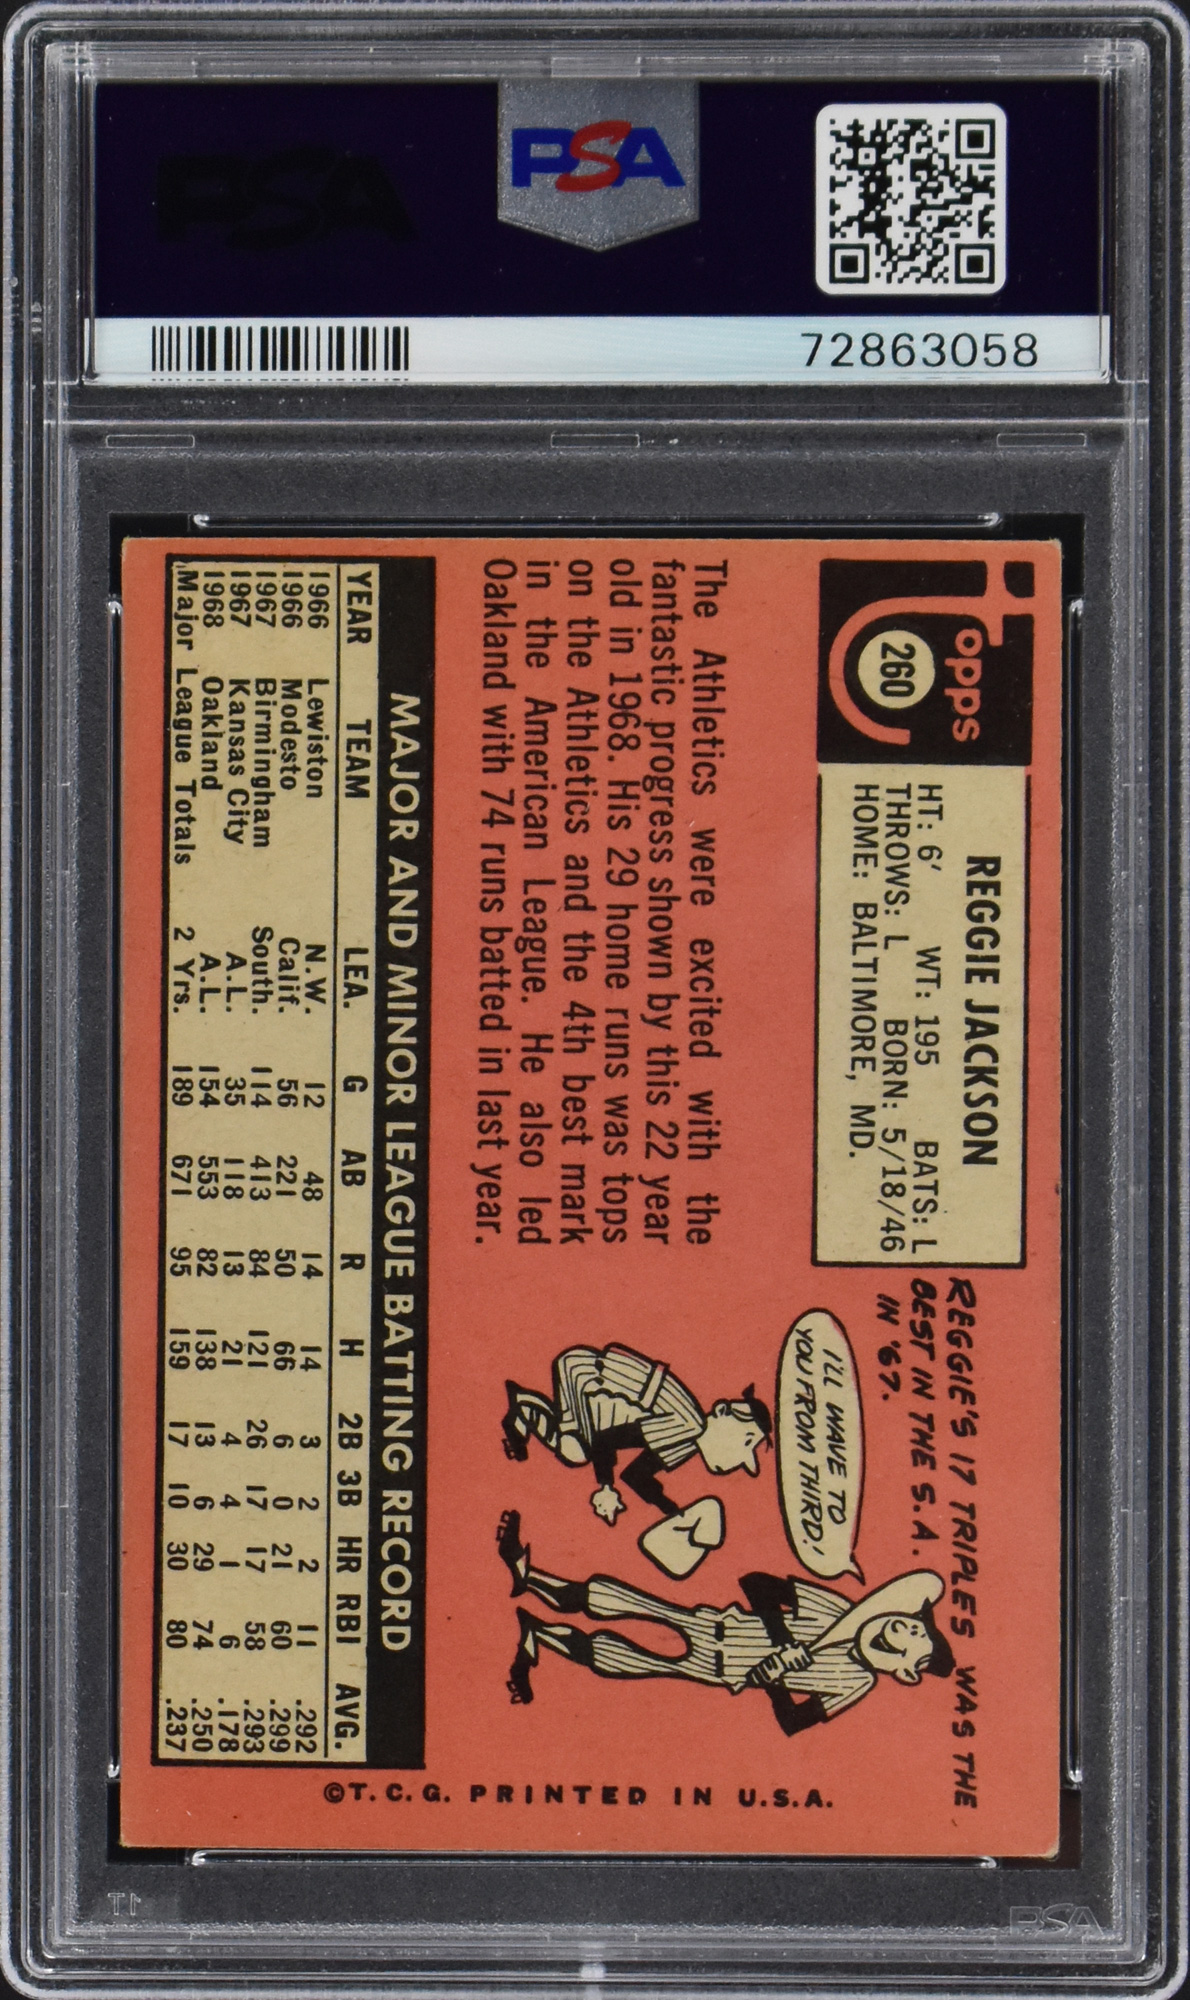 PSA
PSA
72863058
Topps
260
REGGIE JACKSON
HT: 6' WT: 195 BATS: L
THROWS: L BORN: 5/18/46
HOME: BALTIMORE, MD.
The Athletics were excited with the
fantastic progress shown by this 22 year
old in 1968. His 29 home runs was tops
on the Athletics and the 4th best mark
in the American League. He also led
Oakland with 74 runs batted in last year.
REGGIE'S 17 TRIPLES WAS THE
BEST IN THE S.A.
IN '67.
I'LL WAVE TO
YOU FROM THIRD!
MAJOR AND MINOR LEAGUE BATTING RECORD
YEAR TEAM LEA. G AB R H 2B 3B HR RBI AVG.
1966 Lewiston N.W. 12 48 14 14 3 2 2 11 .292
1966 Modesto Calif. 56 221 50 66 6 0 21 60 .299
1967 Birmingham South. 114 413 84 121 26 17 17 58 .293
1967 Kansas City A.L. 35 118 13 21 4 4 1 6 .178
1968 Oakland A.L. 154 553 82 138 13 6 29 74 .250
Major League Totals 2 Yrs. 189 671 95 159 17 10 30 80 .237
©T.C.G. PRINTED IN U.S.A.
PSA